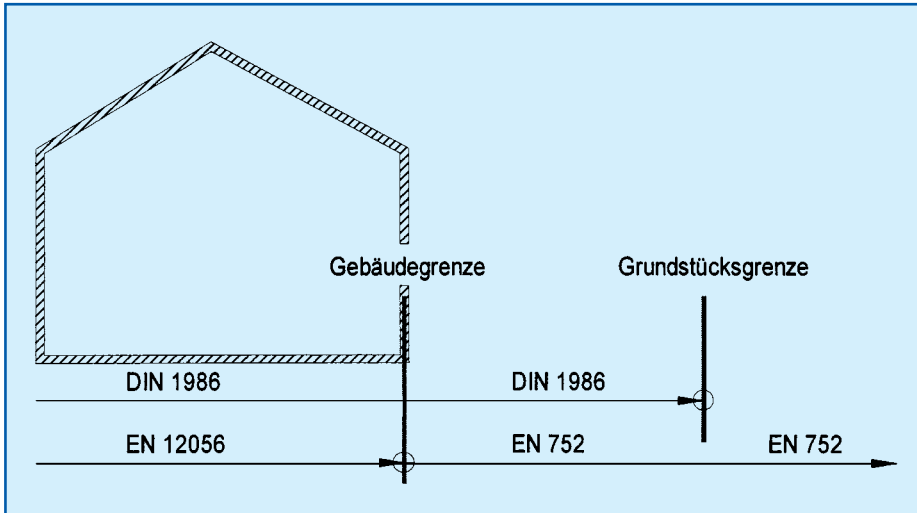 Gebäudegrenze Grundstücksgrenze
DIN 1986 DIN 1986
EN 12056 EN 752 EN 752